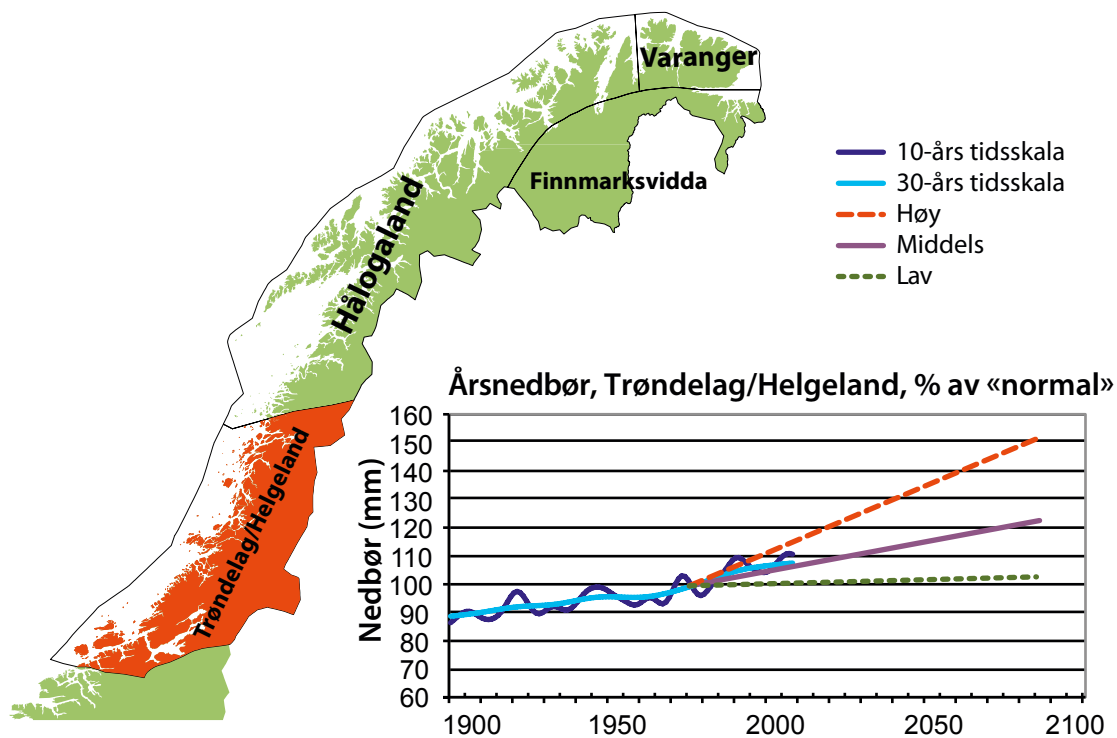 Varanger
Finnmarksvidda
Hålogaland
Trøndelag/Helgeland
10-års tidsskala
30-års tidsskala
Høy
Middels
Lav
Årsnedbør, Trøndelag/Helgeland, % av «normal»
Nedbør (mm)
160
150
140
130
120
110
100
90
80
70
60
1900 1950 2000 2050 2100